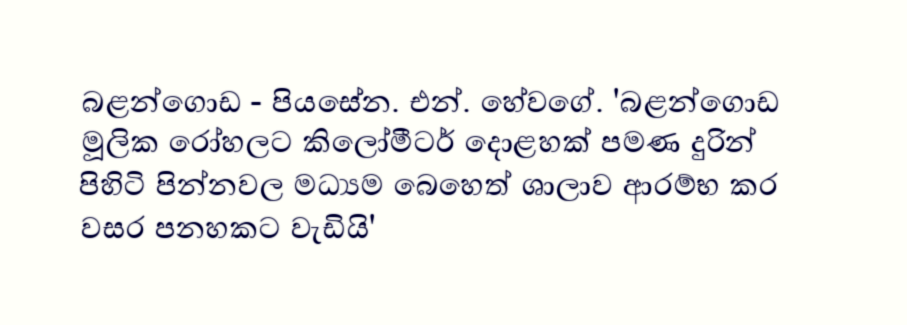 බළන්ගොඩ - පියසේන. එන්. හේවගේ. 'බළන්ගොඩ
මූලික රෝහලට කිලෝමීටර් දොළහක් පමණ දුරින්
පිහිටි පින්නවල මධ්‍යම බෙහෙත් ශාලාව ආරම්භ කර
වසර පනහකට වැඩියි'